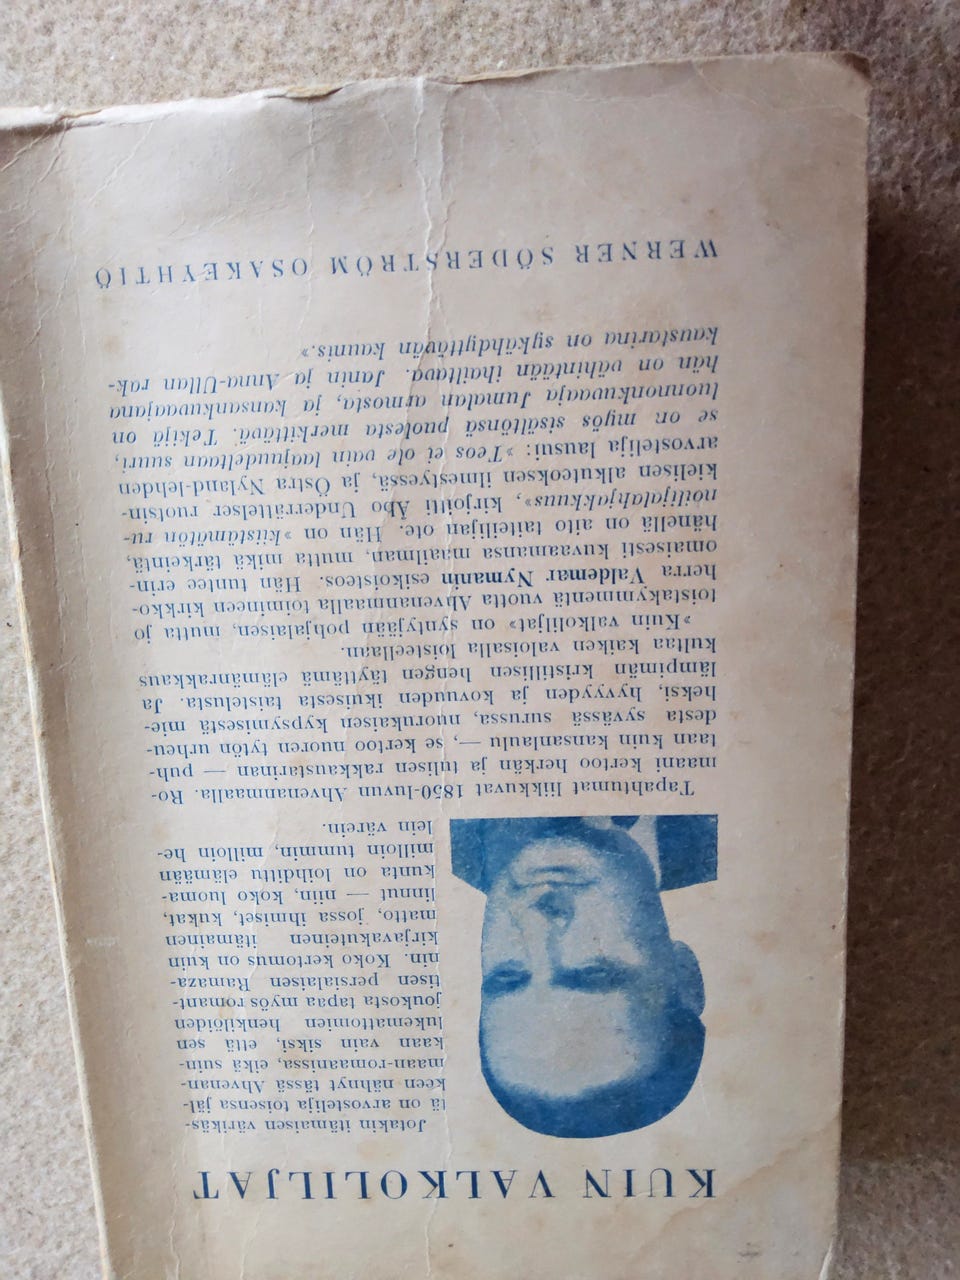 KUIN VALKOLILJAT
Jotakin itämaisen värikäs-
tä on arvostelija toisensa jäl-
keen nähnyt tässä Ahvenan-
maan-romaanissa, eikä suin-
kaan vain siksi, että sen
lukemattomien henkilöiden
joukosta tapaa myös romant-
tisen persialaisen Ramaza-
nin. Koko kertomus on kuin
kirjavakuteinen itämainen
matto, jossa ihmiset, kukat,
linnut — niin, koko luoma-
kunta on loihdittu elämään
milloin tummin, milloin he-
lein värein.
Tapahtumat liikkuvat 1850-luvun Ahvenanmaalla. Ro-
maani kertoo herkän ja tulisen rakkaustarinan — puh-
taan kuin kansanlaulu —, se kertoo nuoren tytön urheu-
desta syvässä surussa, nuorukaisen kypsymisestä mie-
heksi, hyvyyden ja kovuuden ikuisesta taistelusta. Ja
lämpimän kristillisen hengen täyttämä elämänrakkaus
kultaa kaiken valoisalla loisteellaan.
»Kuin valkoliljat» on syntyjään pohjalaisen, mutta jo
toistakymmentä vuotta Ahvenanmaalla toimineen kirkko-
herra Valdemar Nymanin esikoisteos. Hän tuntee erin-
omaisesti kuvaamansa maailman, mutta mikä tärkeintä,
hänellä on aito taiteilijan ote. Hän on »kiistämätön ru-
noilijalahjakkuus», kirjoitti Åbo Underrättelser ruotsin-
kielisen alkuteoksen ilmestyessä, ja Östra Nyland-lehden
arvostelija lausui: »Teos ei ole vain laajuudeltaan suuri,
se on myös sisältönsä puolesta merkittävä. Tekijä on
luonnonkuvaaja Jumalan armosta, ja kansankuvaajana
hän on vähintään ihailtava. Janin ja Anna-Ullan rak-
kaustarina on sykähdyttävän kaunis.»
WERNER SÖDERSTRÖM OSAKEYHTIÖ